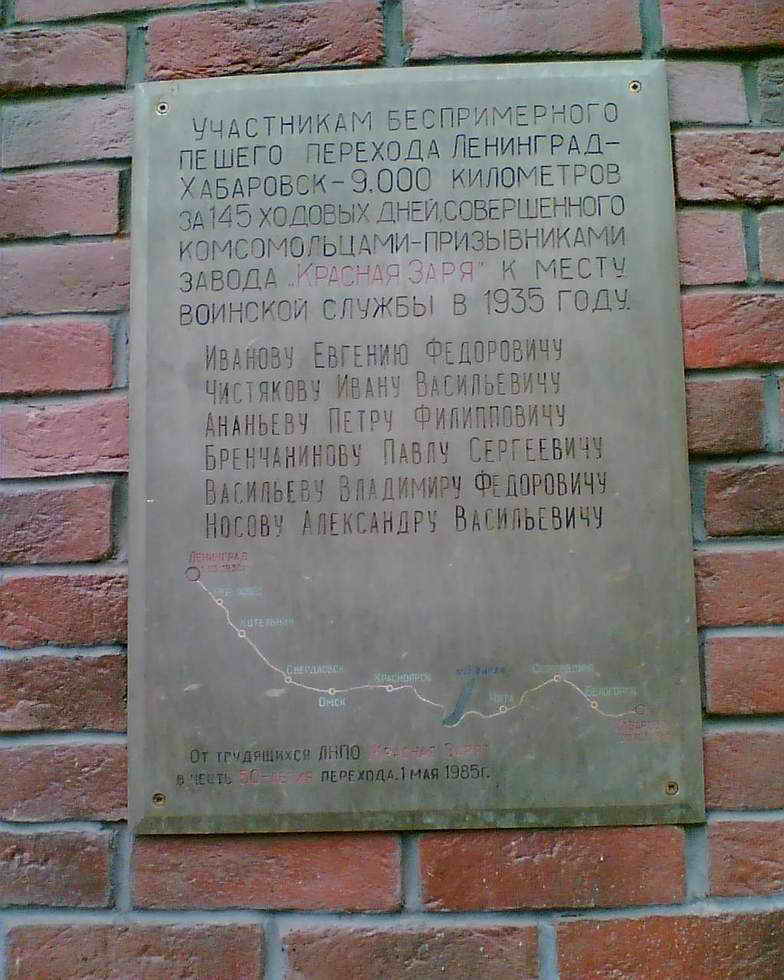 УЧАСТНИКАМ БЕСПРИМЕРНОГО
ПЕШЕГО ПЕРЕХОДА ЛЕНИНГРАД-
ХАБАРОВСК-9.000 КИЛОМЕТРОВ
ЗА 145 ХОДОВЫХ ДНЕЙ, СОВЕРШЕННОГО
КОМСОМОЛЬЦАМИ-ПРИЗЫВНИКАМИ
ЗАВОДА „КРАСНАЯ ЗАРЯ" К МЕСТУ
ВОИНСКОЙ СЛУЖБЫ В 1935 ГОДУ.
ИВАНОВУ ЕВГЕНИЮ ФЕДОРОВИЧУ
ЧИСТЯКОВУ ИВАНУ ВАСИЛЬЕВИЧУ
АНАНЬЕВУ ПЕТРУ ФИЛИППОВИЧУ
БРЕНЧАНИНОВУ ПАВЛУ СЕРГЕЕВИЧУ
ВАСИЛЬЕВУ ВЛАДИМИРУ ФЕДОРОВИЧУ
НОСОВУ АЛЕКСАНДРУ ВАСИЛЬЕВИЧУ
ЛЕНИНГРАД
КОТЕЛЬНИЧ
СВЕРДЛОВСК
ОМСК
КРАСНОЯРСК
ЧИТА
СКОВОРОДИНО
БЕЛОГОРСК
ОТ ТРУДЯЩИХСЯ ЛНПО „КРАСНАЯ ЗАРЯ"
В ЧЕСТЬ 50-ЛЕТИЯ ПЕРЕХОДА. 1 МАЯ 1985г.